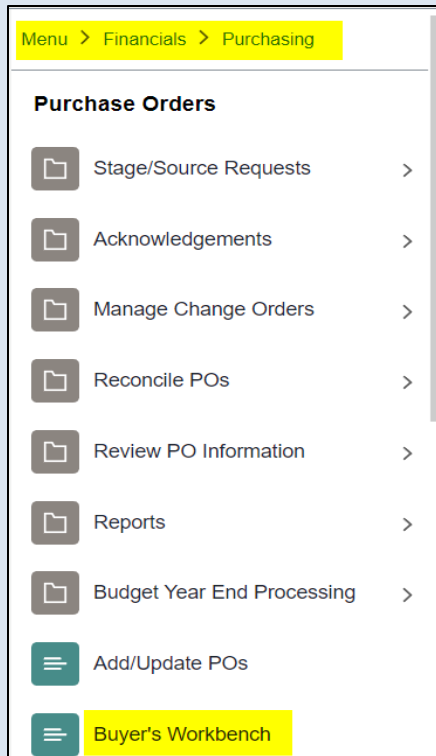 Menu > Financials > Purchasing
Purchase Orders
Stage/Source Requests
Acknowledgements
Manage Change Orders
Reconcile POs
Review PO Information
Reports
Budget Year End Processing
Add/Update POs
Buyer's Workbench